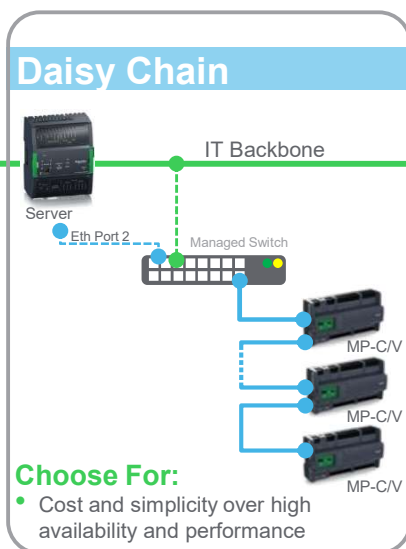 Daisy Chain
IT Backbone
Server
Eth Port 2
Managed Switch
MP-C/V
MP-C/V
MP-C/V
Choose For:
• Cost and simplicity over high
availability and performance